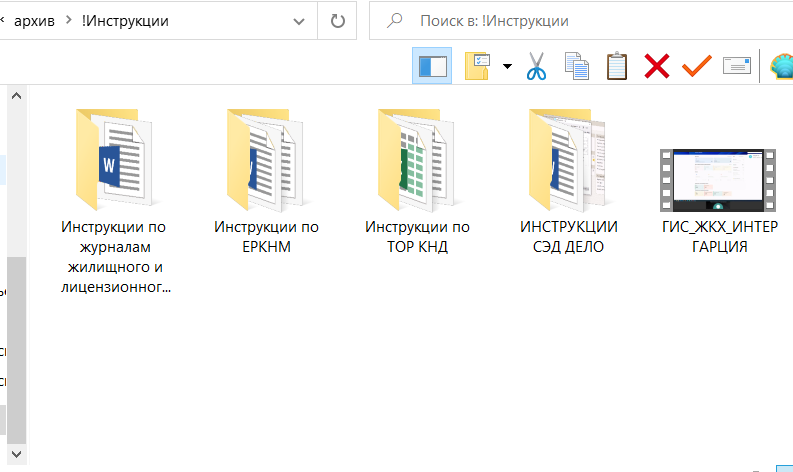 архив > !Инструкции
Поиск в: !Инструкции
Инструкции по
журналам
жилищного и
лицензионног...
Инструкции по
ЕРКНМ
Инструкции по
ТОР КНД
ИНСТРУКЦИИ
СЭД ДЕЛО
ГИС_ЖКХ_ИНТЕР
ГАРЦИЯ